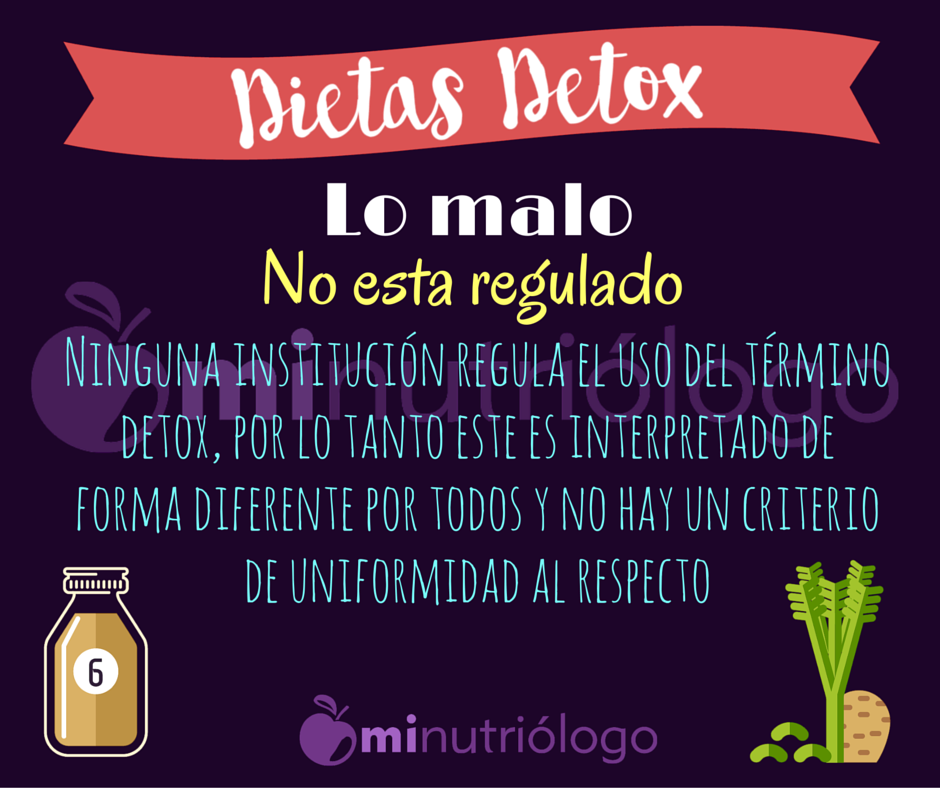 Dietas Detox
Lo malo
No esta regulado
NINGUNA INSTITUCIÓN REGULA EL USO DEL TÉRMINO
DETOX, POR LO TANTO ESTE ES INTERPRETADO DE
FORMA DIFERENTE POR TODOS Y NO HAY UN CRITERIO
DE UNIFORMIDAD AL RESPECTO
minutriólogo
6
minutriólogo